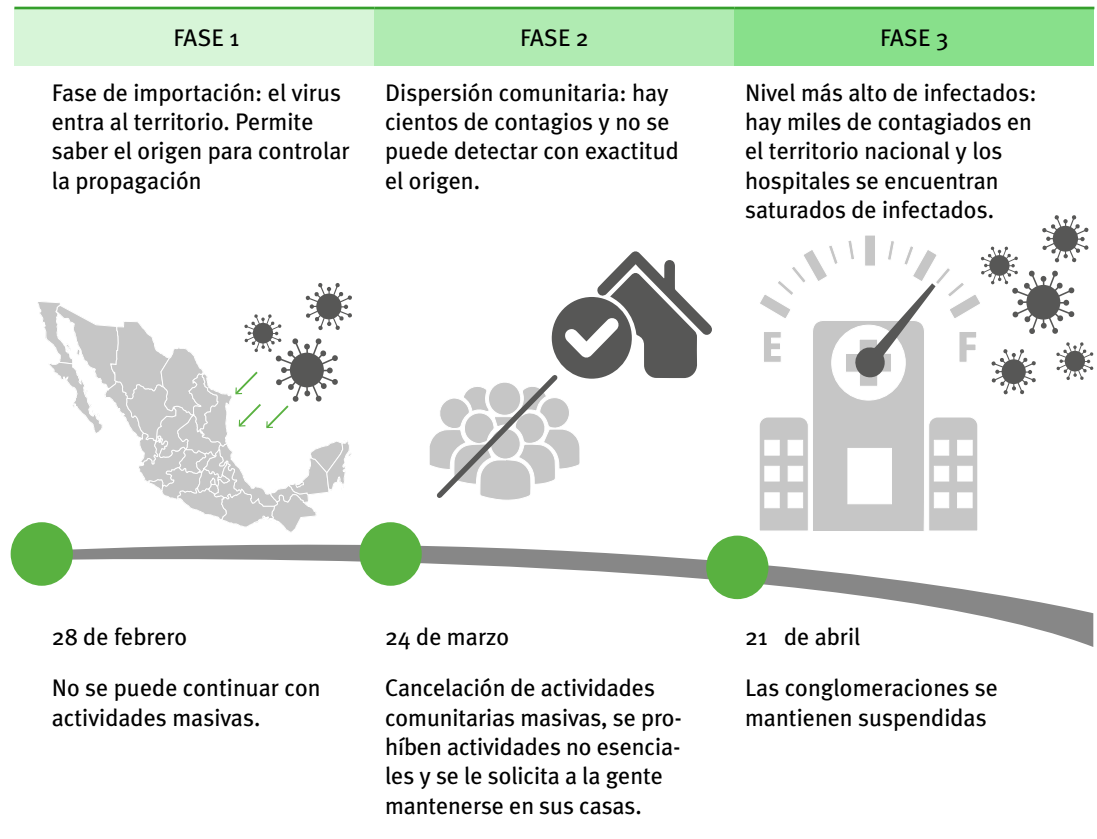 FASE 1
FASE 2
FASE 3
Fase de importación: el virus
entra al territorio. Permite
saber el origen para controlar
la propagación
Dispersión comunitaria: hay
cientos de contagios y no se
puede detectar con exactitud
el origen.
Nivel más alto de infectados:
hay miles de contagiados en
el territorio nacional y los
hospitales se encuentran
saturados de infectados.
E
F
28 de febrero
No se puede continuar con
actividades masivas.
24 de marzo
Cancelación de actividades
comunitarias masivas, se pro-
híben actividades no esencia-
les y se le solicita a la gente
mantenerse en sus casas.
21 de abril
Las conglomeraciones se
mantienen suspendidas